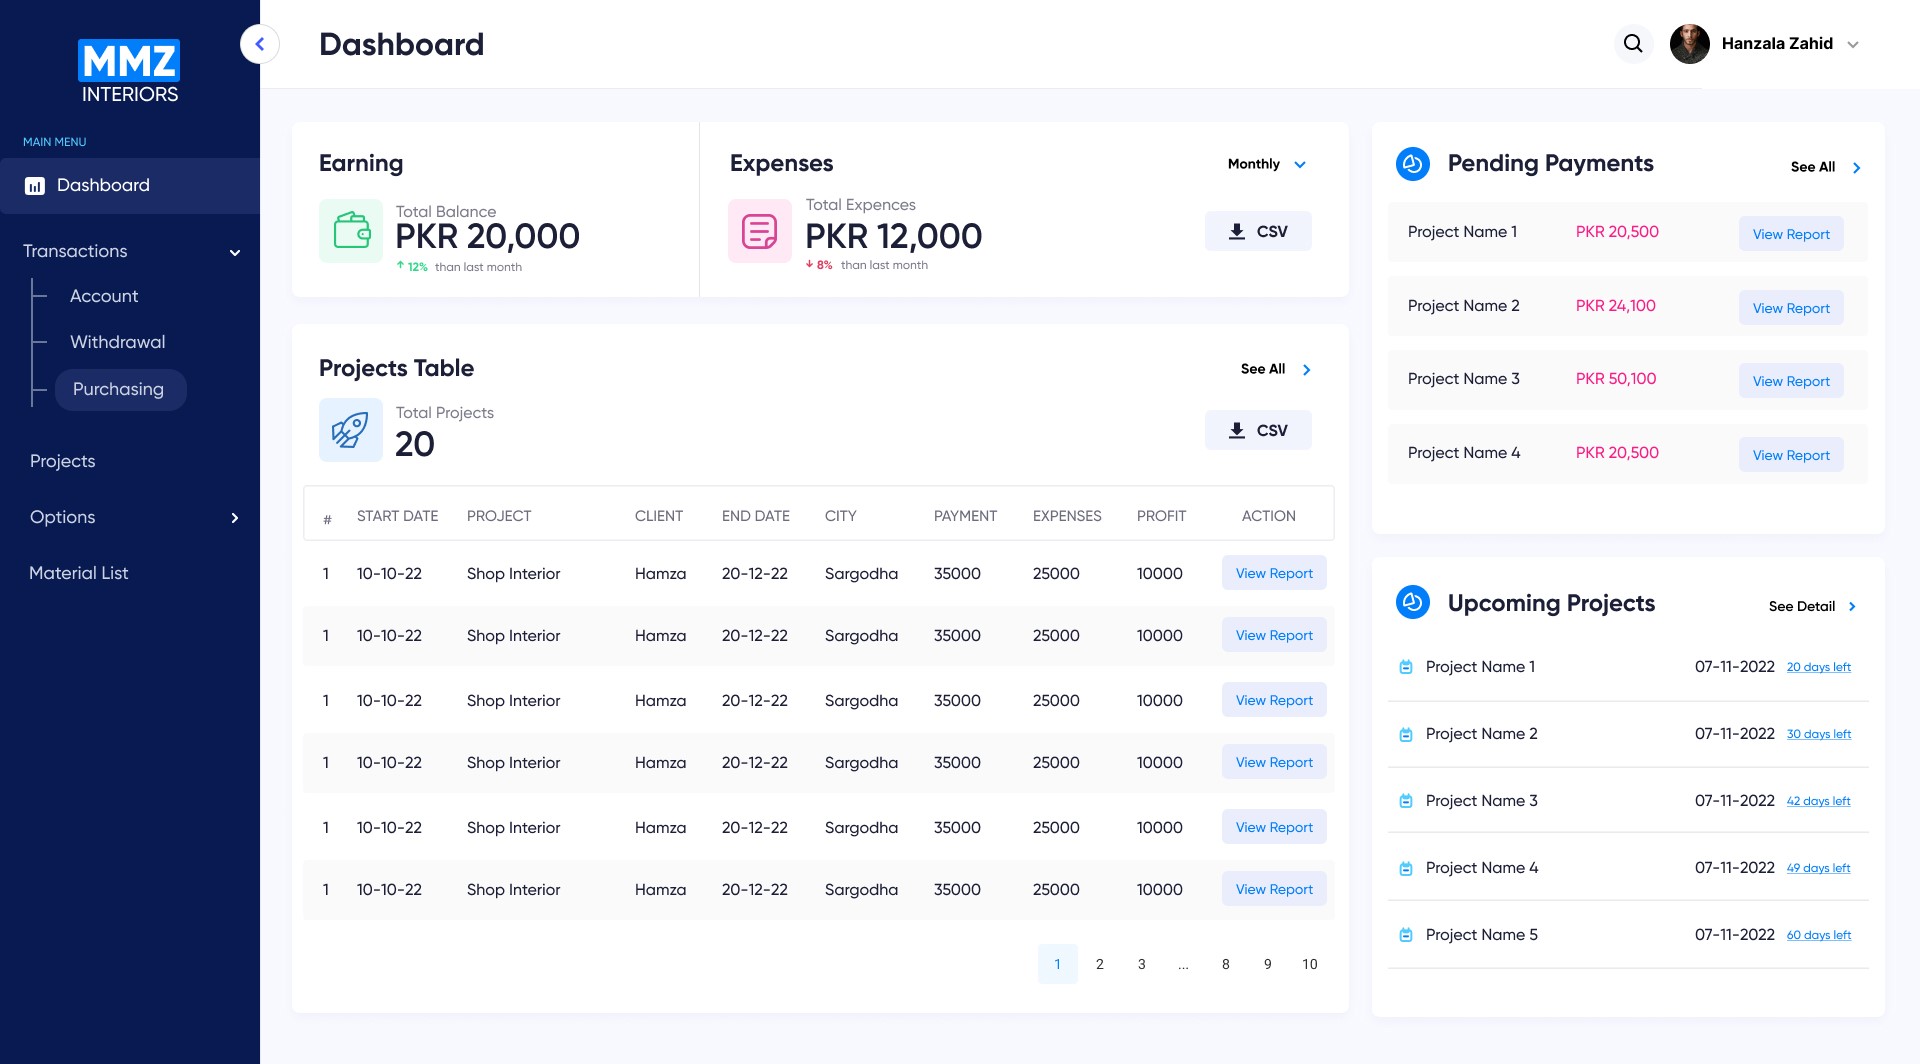 MMZ
INTERIORS
MAIN MENU
Dashboard
Transactions
Account
Withdrawal
Purchasing
Projects
Options
Material List
Dashboard
Hanzala Zahid
Earning
Total Balance
PKR 20,000
12% than last month
Expenses
Monthly
Total Expences
PKR 12,000
8% than last month
CSV
Projects Table
See All
Total Projects
20
CSV
# START DATE PROJECT CLIENT END DATE CITY PAYMENT EXPENSES PROFIT ACTION
1 10-10-22 Shop Interior Hamza 20-12-22 Sargodha 35000 25000 10000 View Report
1 10-10-22 Shop Interior Hamza 20-12-22 Sargodha 35000 25000 10000 View Report
1 10-10-22 Shop Interior Hamza 20-12-22 Sargodha 35000 25000 10000 View Report
1 10-10-22 Shop Interior Hamza 20-12-22 Sargodha 35000 25000 10000 View Report
1 10-10-22 Shop Interior Hamza 20-12-22 Sargodha 35000 25000 10000 View Report
1 10-10-22 Shop Interior Hamza 20-12-22 Sargodha 35000 25000 10000 View Report
1 2 3 ... 8 9 10
Pending Payments
See All
Project Name 1 PKR 20,500 View Report
Project Name 2 PKR 24,100 View Report
Project Name 3 PKR 50,100 View Report
Project Name 4 PKR 20,500 View Report
Upcoming Projects
See Detail
Project Name 1 07-11-2022 20 days left
Project Name 2 07-11-2022 30 days left
Project Name 3 07-11-2022 42 days left
Project Name 4 07-11-2022 49 days left
Project Name 5 07-11-2022 60 days left